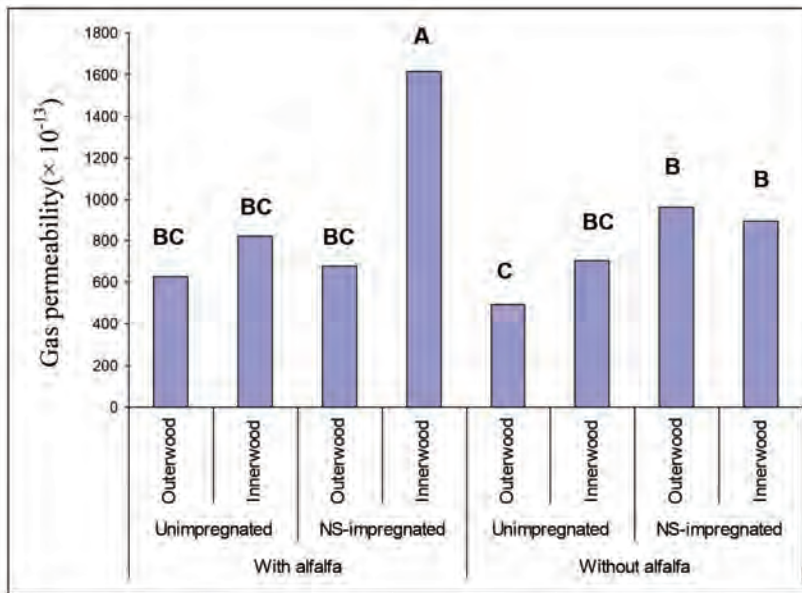 Gas permeability(× 10⁻¹³)
1800
1600
1400
1200
1000
800
600
400
200
0
BC
BC
BC
A
C
BC
B
B
Outerwood
Innerwood
Outerwood
Innerwood
Outerwood
Innerwood
Outerwood
Innerwood
Unimpregnated
NS-impregnated
Unimpregnated
NS-impregnated
With alfalfa
Without alfalfa